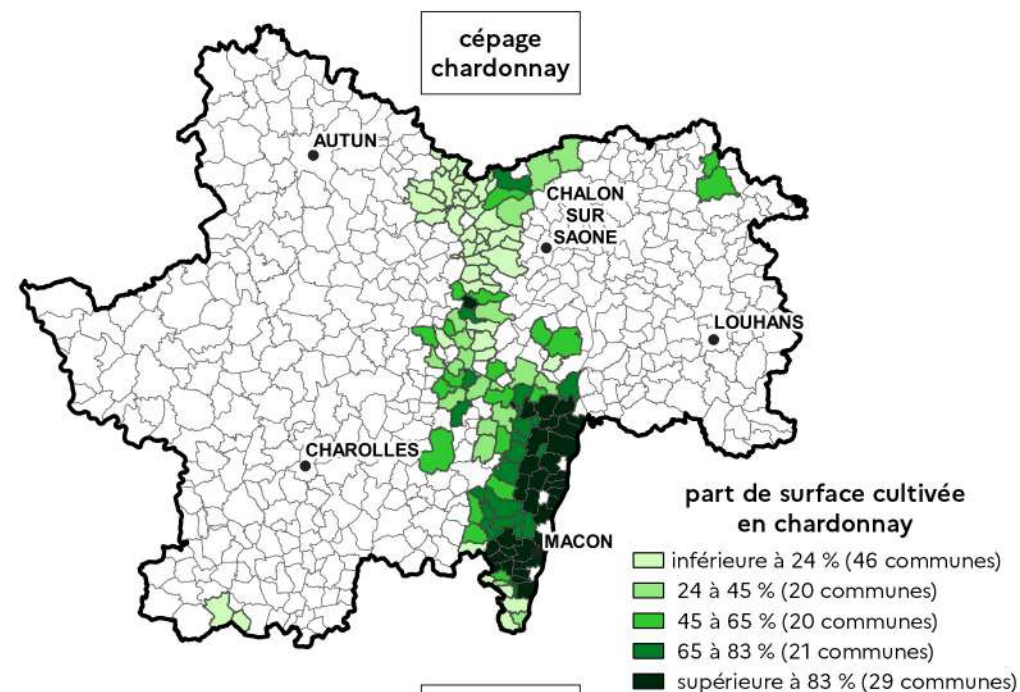 cépage
chardonnay
AUTUN
CHALON
SUR
SAONE
LOUHANS
CHAROLLES
MACON
part de surface cultivée
en chardonnay
inférieure à 24 % (46 communes)
24 à 45 % (20 communes)
45 à 65 % (20 communes)
65 à 83 % (21 communes)
supérieure à 83 % (29 communes)